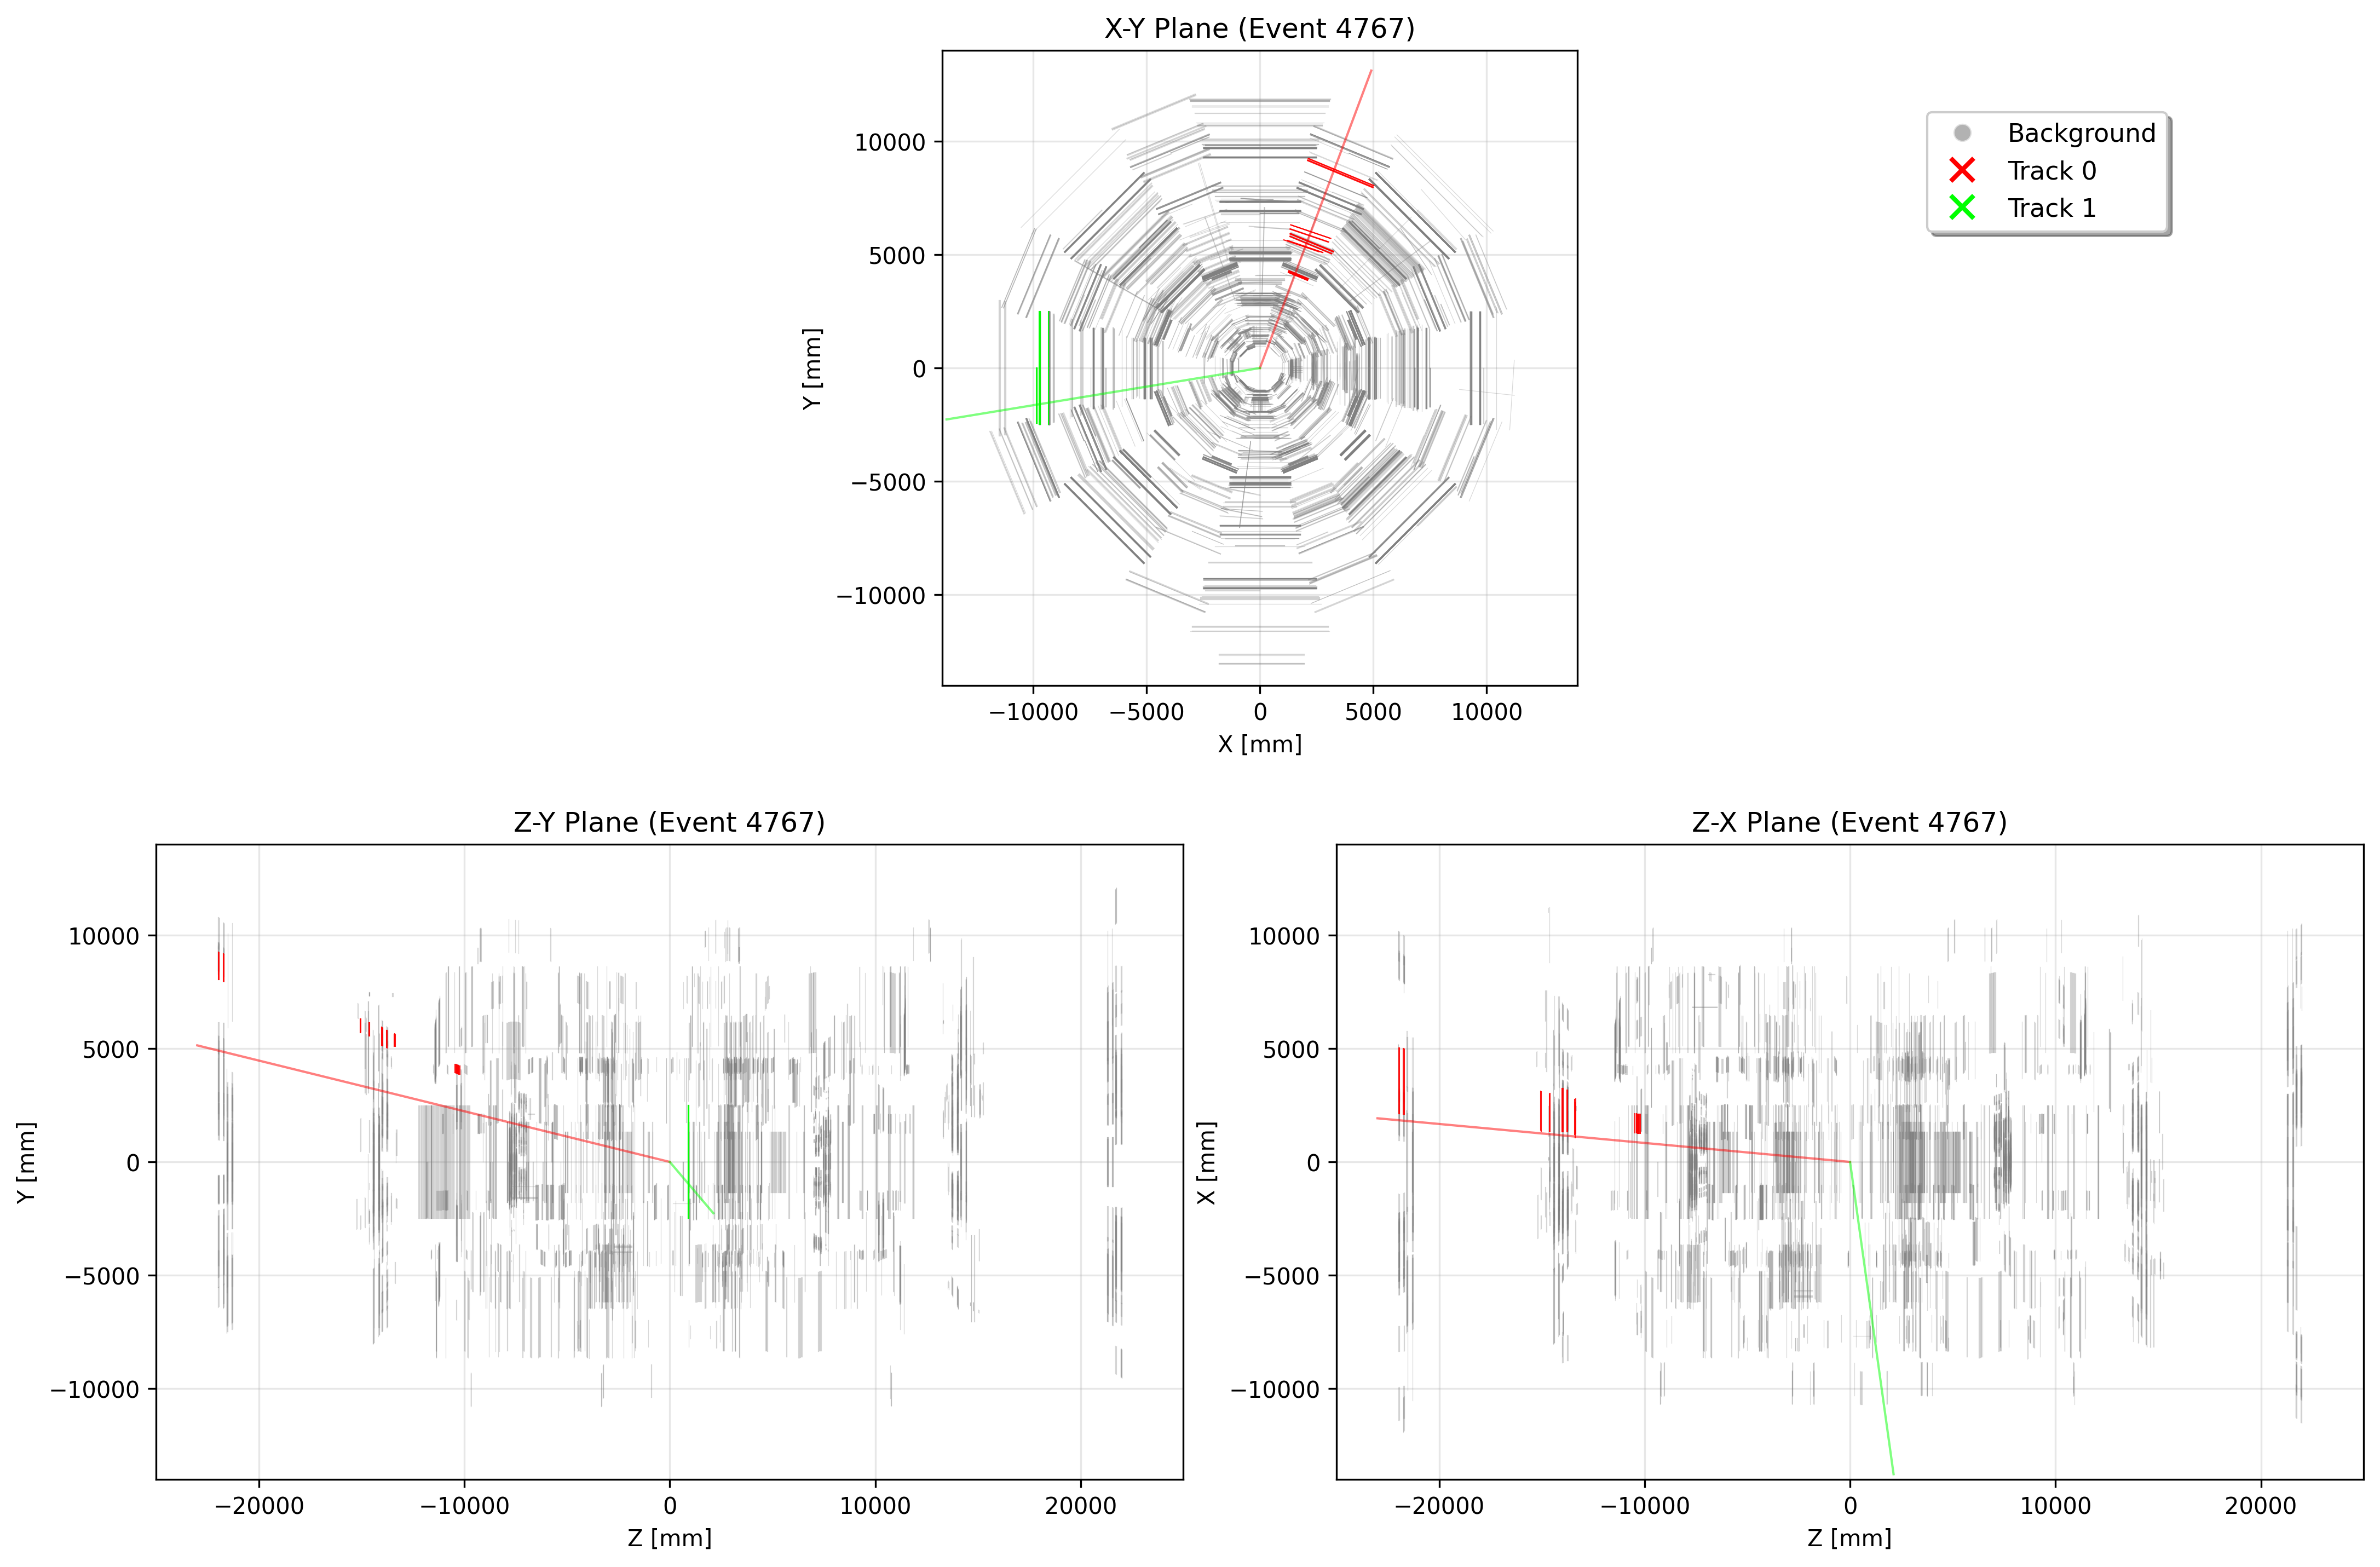 X-Y Plane (Event 4767)
10000
5000
0
−5000
−10000
Y [mm]
−10000 −5000 0 5000 10000
X [mm]
Background
Track 0
Track 1
Z-Y Plane (Event 4767)
10000
5000
0
−5000
−10000
Y [mm]
−20000 −10000 0 10000 20000
Z [mm]
Z-X Plane (Event 4767)
10000
5000
0
−5000
−10000
X [mm]
−20000 −10000 0 10000 20000
Z [mm]